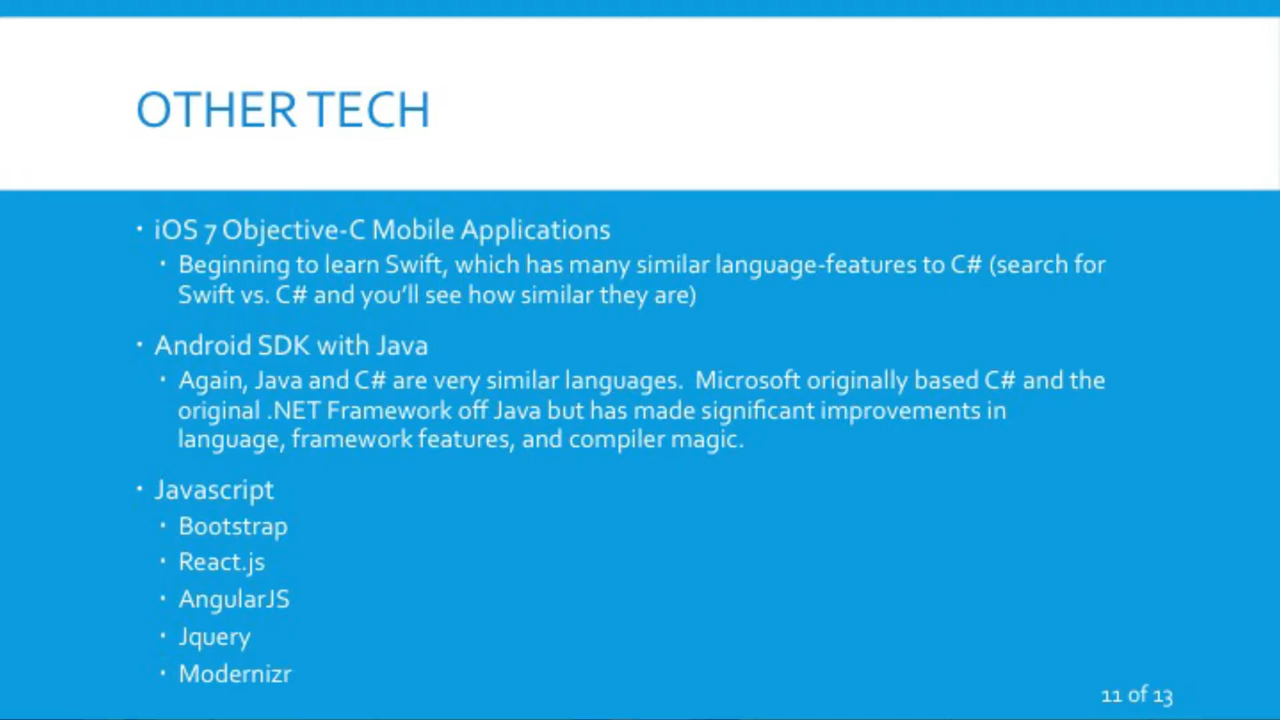 OTHER TECH
· iOS 7 Objective-C Mobile Applications
· Beginning to learn Swift, which has many similar language-features to C# (search for
Swift vs. C# and you'll see how similar they are)
· Android SDK with Java
· Again, Java and C# are very similar languages.  Microsoft originally based C# and the
original .NET Framework off Java but has made significant improvements in
language, framework features, and compiler magic.
· Javascript
· Bootstrap
· React.js
· AngularJS
· Jquery
· Modernizr
11 of 13